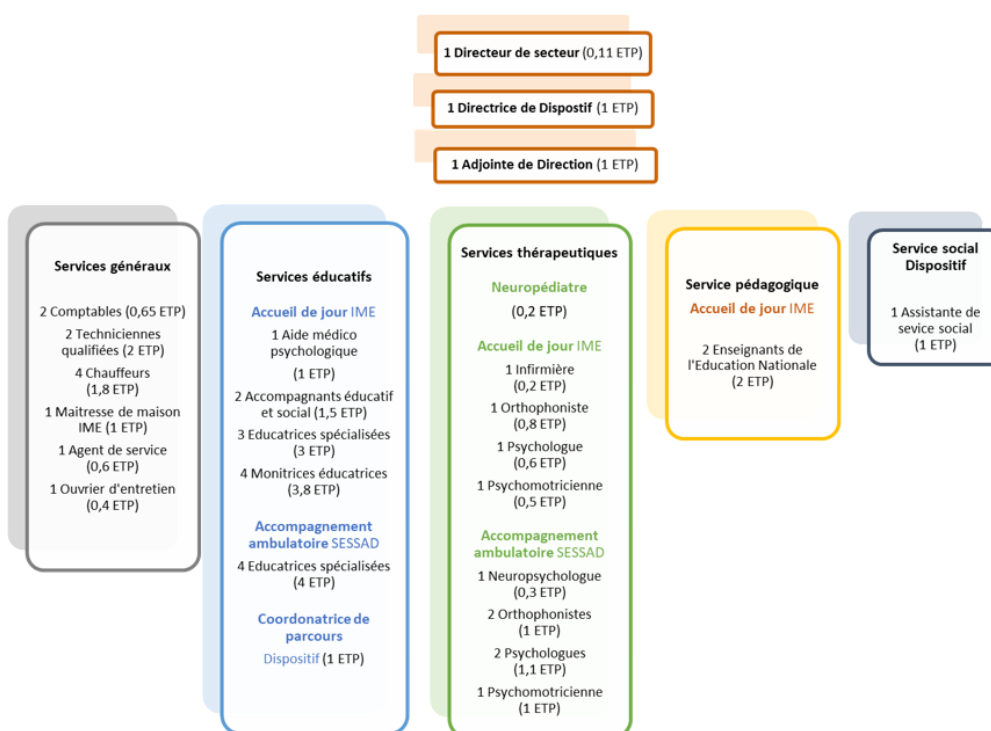 1 Directeur de secteur (0,11 ETP)
1 Directrice de Dispostif (1 ETP)
1 Adjointe de Direction (1 ETP)
Services généraux
2 Comptables (0,65 ETP)
2 Techniciennes
qualifiées (2 ETP)
4 Chauffeurs
(1,8 ETP)
1 Maitresse de maison
IME (1 ETP)
1 Agent de service
(0,6 ETP)
1 Ouvrier d'entretien
(0,4 ETP)
Services éducatifs
Accueil de jour IME
1 Aide médico
psychologique
(1 ETP)
2 Accompagnants éducatif
et social (1,5 ETP)
3 Educatrices spécialisées
(3 ETP)
4 Monitrices éducatrices
(3,8 ETP)
Accompagnement
ambulatoire SESSAD
4 Educatrices spécialisées
(4 ETP)
Coordonatrice de
parcours
Dispositif (1 ETP)
Services thérapeutiques
Neuropédiatre
(0,2 ETP)
Accueil de jour IME
1 Infirmière
(0,2 ETP)
1 Orthophoniste
(0,8 ETP)
1 Psychologue
(0,6 ETP)
1 Psychomotricienne
(0,5 ETP)
Accompagnement
ambulatoire SESSAD
1 Neuropsychologue
(0,3 ETP)
2 Orthophonistes
(1 ETP)
2 Psychologues
(1,1 ETP)
1 Psychomotricienne
(1 ETP)
Service pédagogique
Accueil de jour IME
2 Enseignants de
l'Education Nationale
(2 ETP)
Service social
Dispositif
1 Assistante de
sevice social
(1 ETP)